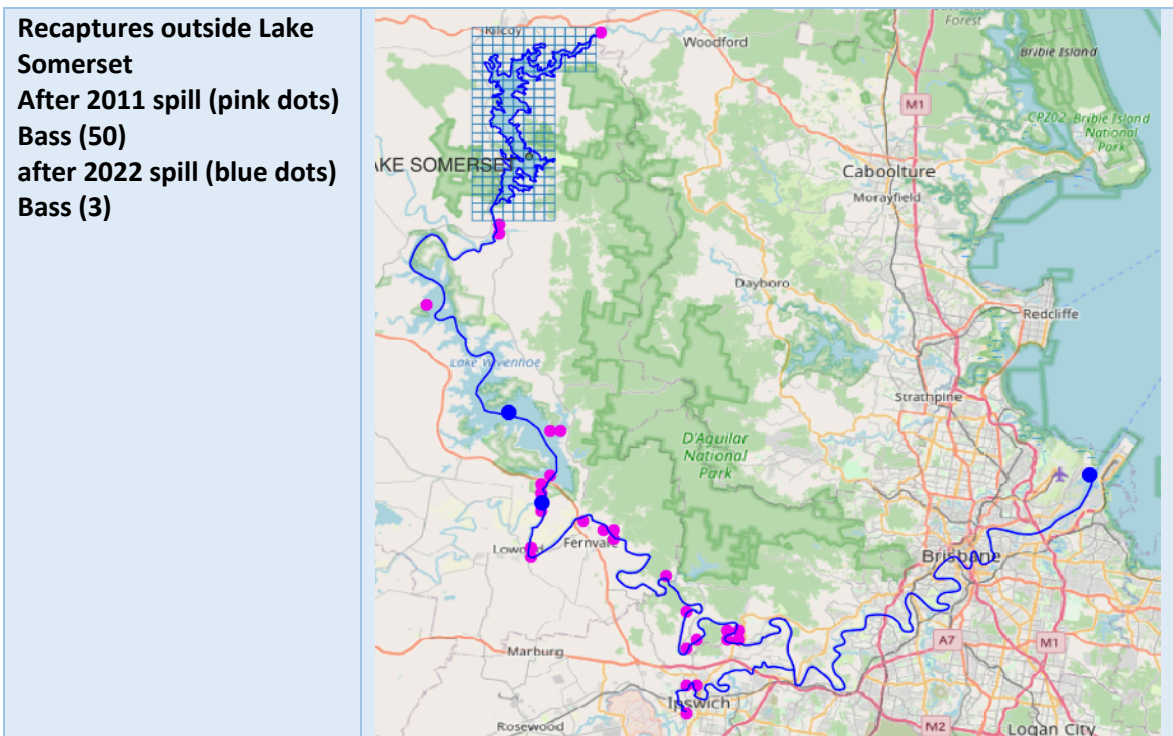 Recaptures outside Lake
Somerset
After 2011 spill (pink dots)
Bass (50)
after 2022 spill (blue dots)
Bass (3)
Kilcoy
Woodford
Forest
Bribie Island
M1
CPZ02
Bribie Island
National
Park
AKE SOMERSET
Caboolture
Morayfield
Dayboro
Redcliffe
Lake Wivenhoe
Strathpine
D'Aguilar
National
Park
Lowood
Fernvale
Brisbane
Marburg
A7
M1
Ipswich
Rosewood
M2
Logan City